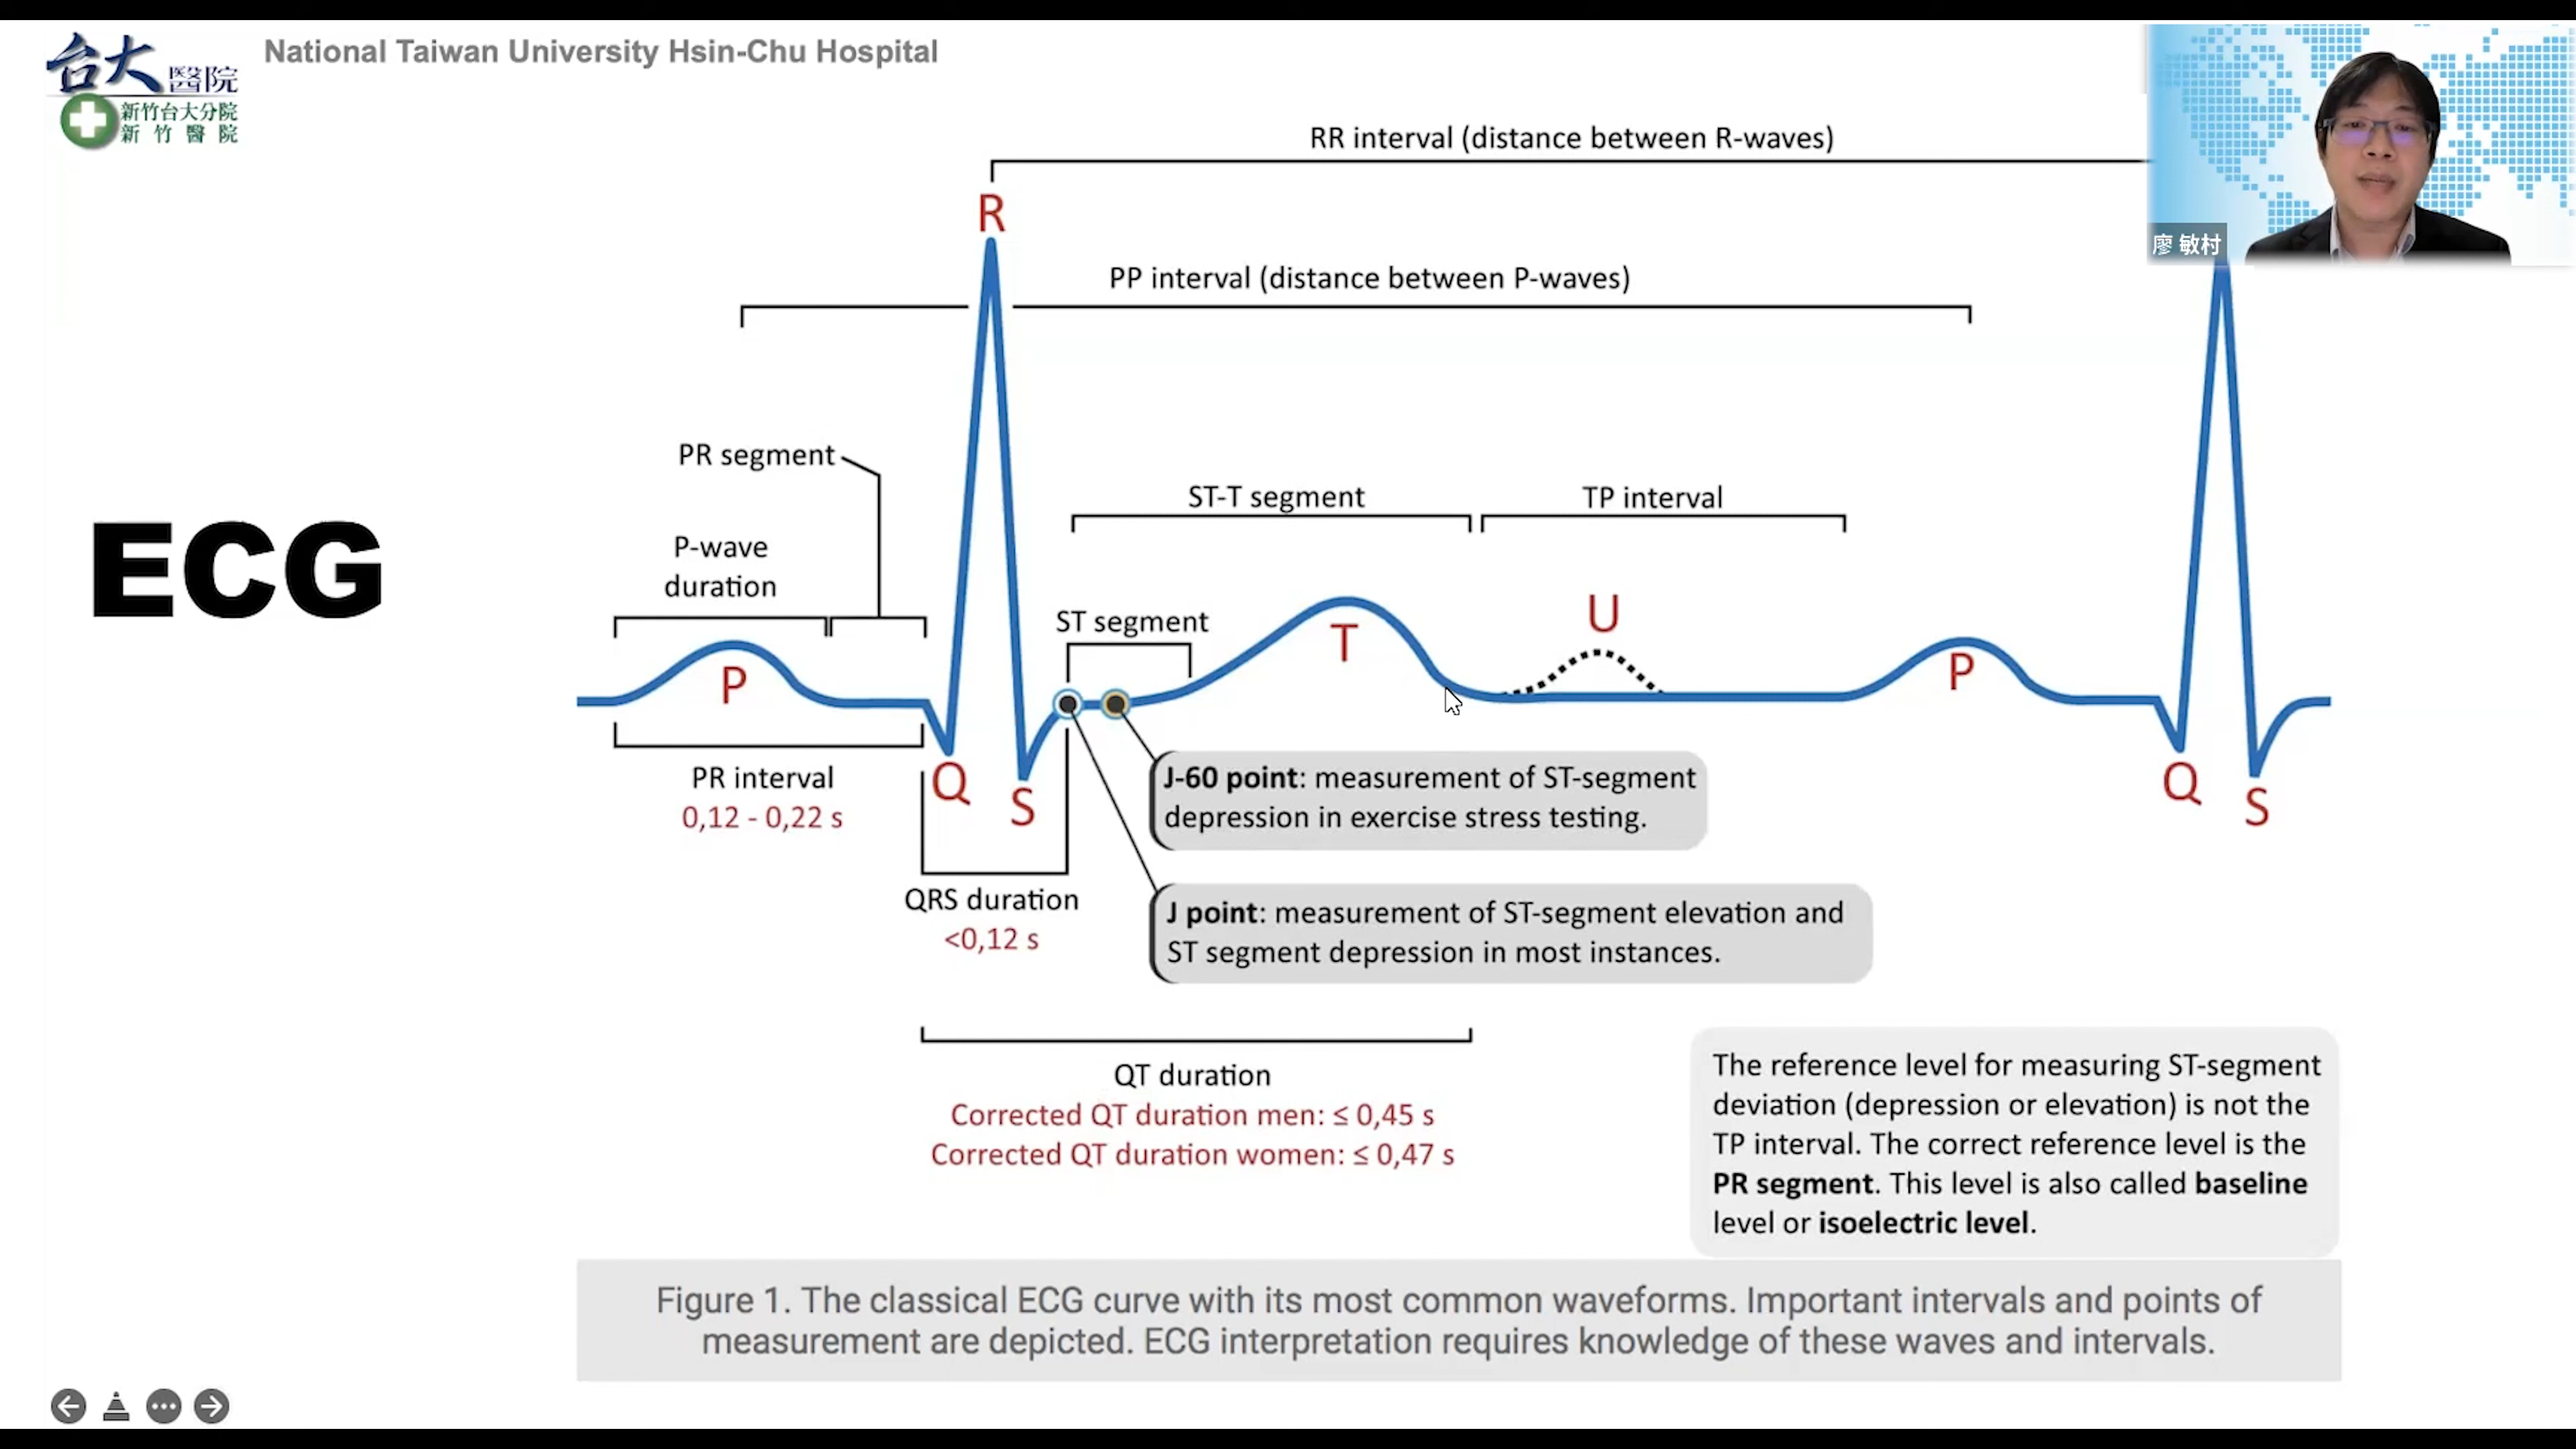 台大醫院
新竹台大分院
新竹醫院
National Taiwan University Hsin-Chu Hospital
廖 敏村
ECG
RR interval (distance between R-waves)
R
PP interval (distance between P-waves)
PR segment
ST-T segment
TP interval
P-wave
duration
ST segment
P
T
U
P
PR interval
0,12 - 0,22 s
Q
S
Q
S
J-60 point: measurement of ST-segment
depression in exercise stress testing.
QRS duration
<0,12 s
J point: measurement of ST-segment elevation and
ST segment depression in most instances.
QT duration
Corrected QT duration men: ≤ 0,45 s
Corrected QT duration women: ≤ 0,47 s
The reference level for measuring ST-segment
deviation (depression or elevation) is not the
TP interval. The correct reference level is the
PR segment. This level is also called baseline
level or isoelectric level.
Figure 1. The classical ECG curve with its most common waveforms. Important intervals and points of
measurement are depicted. ECG interpretation requires knowledge of these waves and intervals.